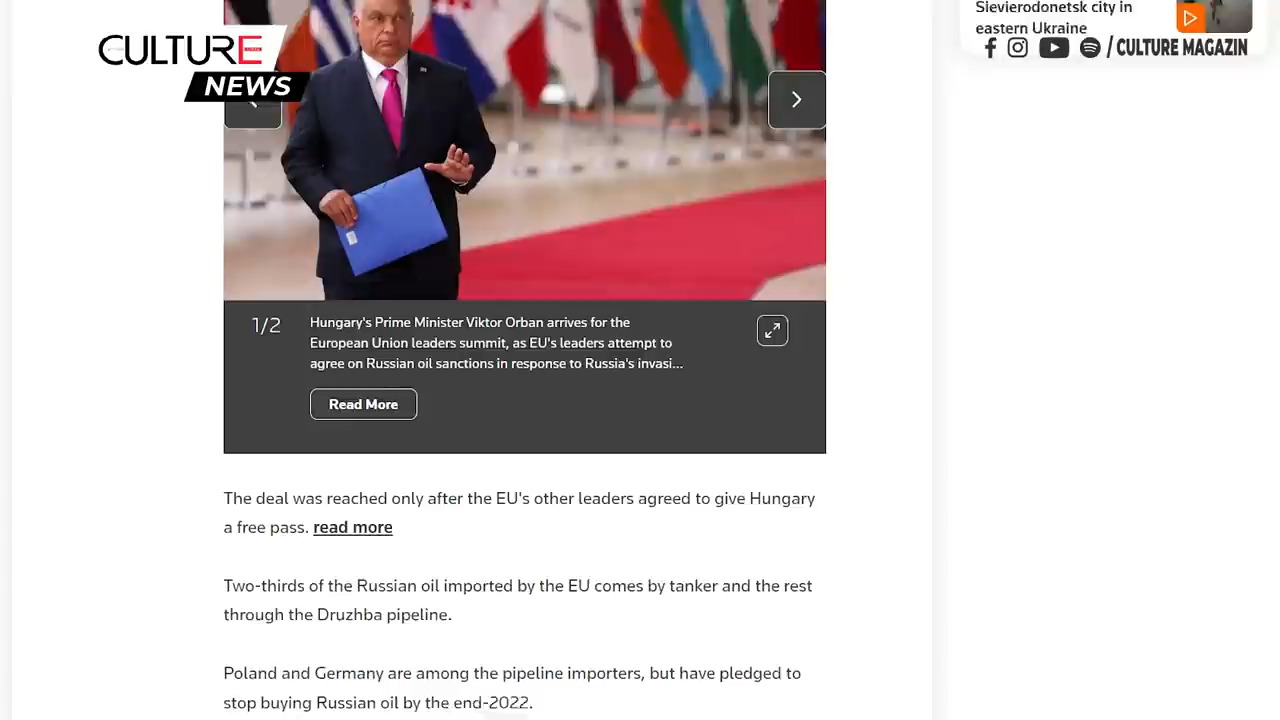 CULTURE
NEWS
Sievierodonetsk city in
eastern Ukraine
/ CULTURE MAGAZIN
1/2
Hungary's Prime Minister Viktor Orban arrives for the
European Union leaders summit, as EU's leaders attempt to
agree on Russian oil sanctions in response to Russia's invasi...
Read More
The deal was reached only after the EU's other leaders agreed to give Hungary
a free pass. read more
Two-thirds of the Russian oil imported by the EU comes by tanker and the rest
through the Druzhba pipeline.
Poland and Germany are among the pipeline importers, but have pledged to
stop buying Russian oil by the end-2022.